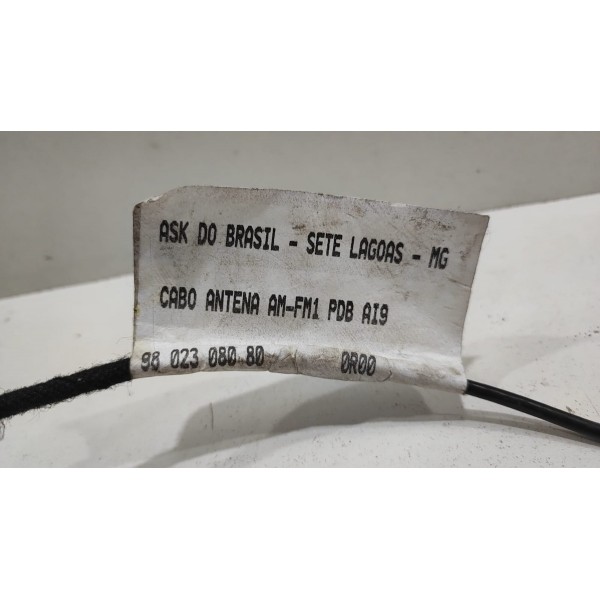 ASK DO BRASIL - SETE LAGOAS - MG
CABO ANTENA AM-FM1 PDB AI9
98 023 080 80 0R00